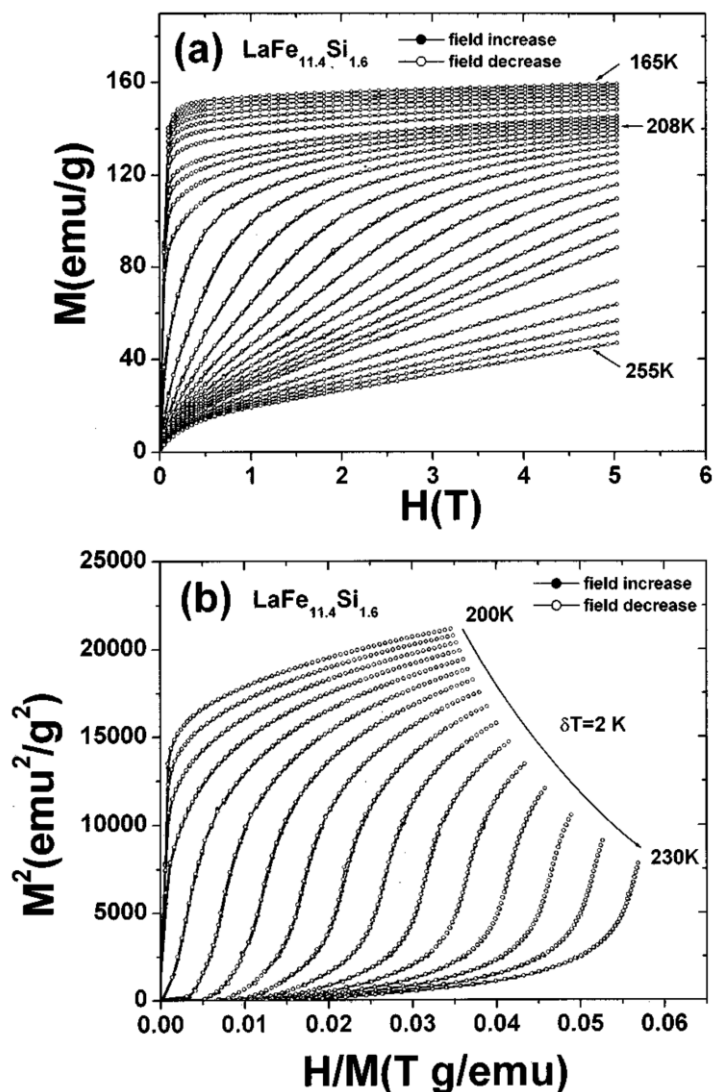 (a) LaFe11.4Si1.6
field increase
field decrease
165K
208K
255K
160
120
80
40
0
M(emu/g)
0 1 2 3 4 5 6
H(T)
(b) LaFe11.4Si1.6
field increase
field decrease
200K
δT=2 K
230K
25000
20000
15000
10000
5000
0
M²(emu²/g²)
0.00 0.01 0.02 0.03 0.04 0.05 0.06
H/M(T g/emu)